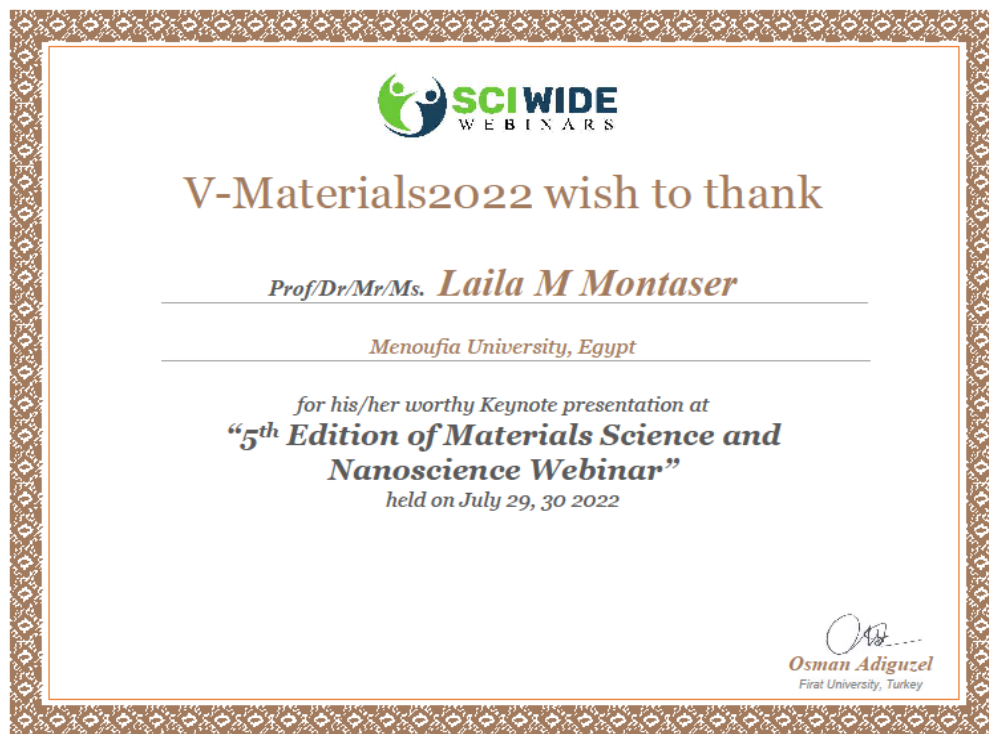 SCIWIDE
WEBINARS
V-Materials2022 wish to thank
Prof/Dr/Mr/Ms. Laila M Montaser
Menoufia University, Egypt
for his/her worthy Keynote presentation at
“5th Edition of Materials Science and
Nanoscience Webinar”
held on July 29, 30 2022
Osman Adiguzel
Firat University, Turkey